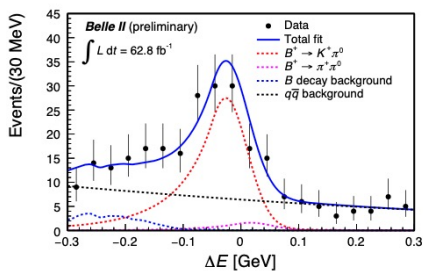 Events/(30 MeV)
45
40
35
30
25
20
15
10
5
0
Belle II (preliminary)
∫ L dt = 62.8 fb⁻¹
Data
Total fit
B⁺ → K⁺π⁰
B⁺ → π⁺π⁰
B decay background
qq̅ background
−0.3 −0.2 −0.1 0 0.1 0.2 0.3
ΔE [GeV]